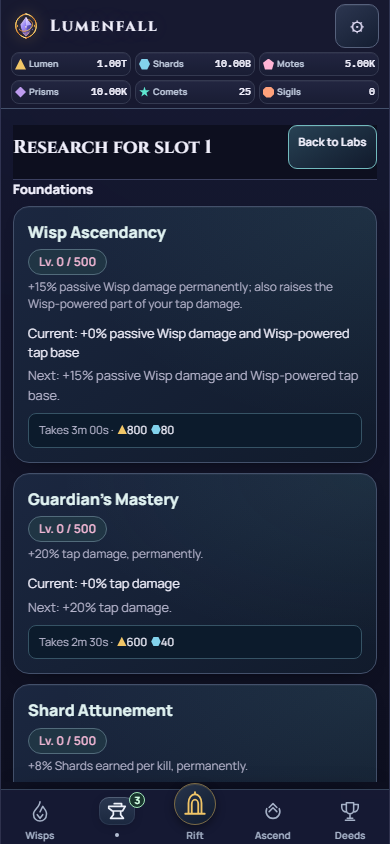 Lumenfall
Lumen 1.00T
Shards 10.00B
Motes 5.00K
Prisms 10.00K
Comets 25
Sigils 0
Research for slot 1
Back to Labs
Foundations
Wisp Ascendancy
Lv. 0 / 500
+15% passive Wisp damage permanently; also raises the
Wisp-powered part of your tap damage.
Current: +0% passive Wisp damage and Wisp-powered
tap base
Next: +15% passive Wisp damage and Wisp-powered tap
base.
Takes 3m 00s · 800 80
Guardian's Mastery
Lv. 0 / 500
+20% tap damage, permanently.
Current: +0% tap damage
Next: +20% tap damage.
Takes 2m 30s · 600 40
Shard Attunement
Lv. 0 / 500
+8% Shards earned per kill, permanently.
3
Wisps
Rift
Ascend
Deeds